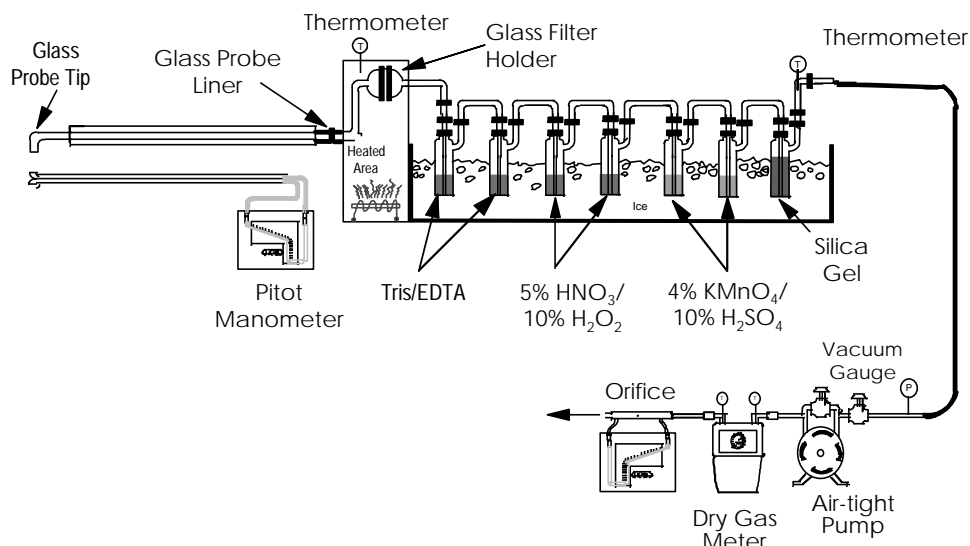 Thermometer
T
Glass
Probe Tip
Glass Probe
Liner
Glass Filter
Holder
Thermometer
T
Heated
Area
Ice
Pitot
Manometer
Tris/EDTA
5% HNO3/
10% H2O2
4% KMnO4/
10% H2SO4
Silica
Gel
Vacuum
Gauge
P
Orifice
T
T
Dry Gas
Meter
Air-tight
Pump